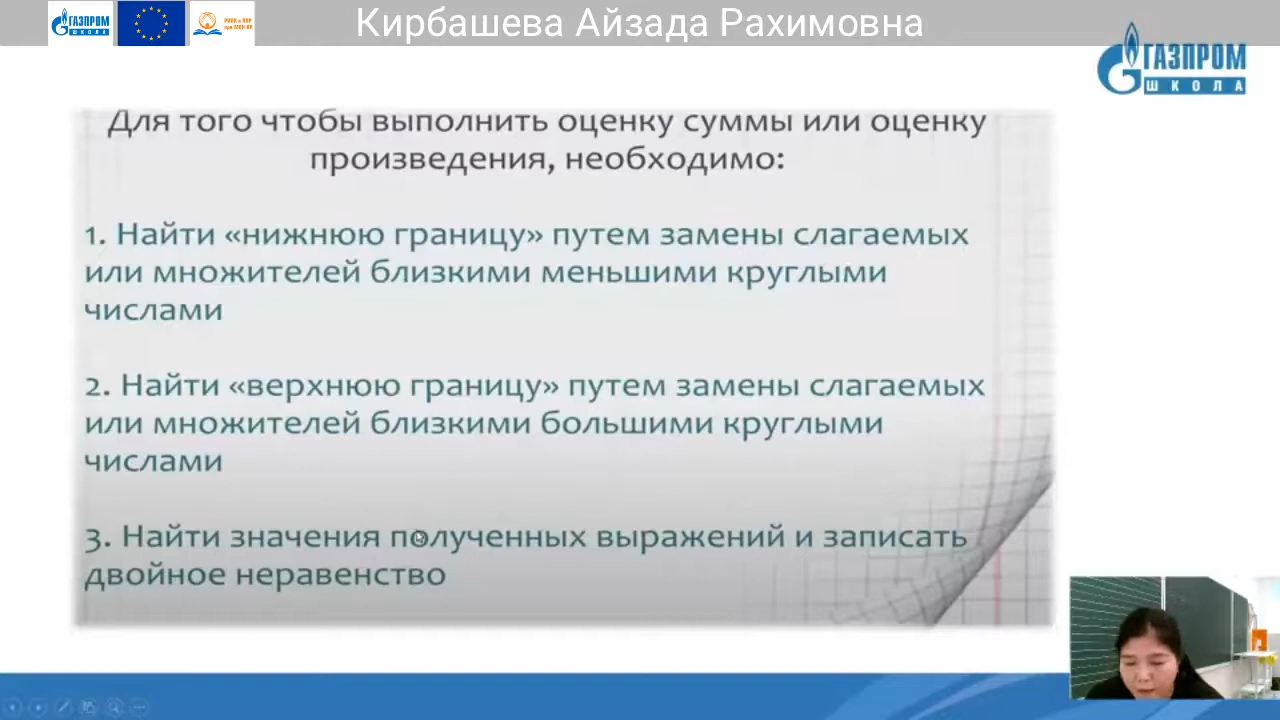 ГАЗПРОМ
ШКОЛА
Кирбашева Айзада Рахимовна
ГАЗПРОМ
ШКОЛА
Для того чтобы выполнить оценку суммы или оценку
произведения, необходимо:
1. Найти «нижнюю границу» путем замены слагаемых
или множителей близкими меньшими круглыми
числами
2. Найти «верхнюю границу» путем замены слагаемых
или множителей близкими большими круглыми
числами
3. Найти значения полученных выражений и записать
двойное неравенство